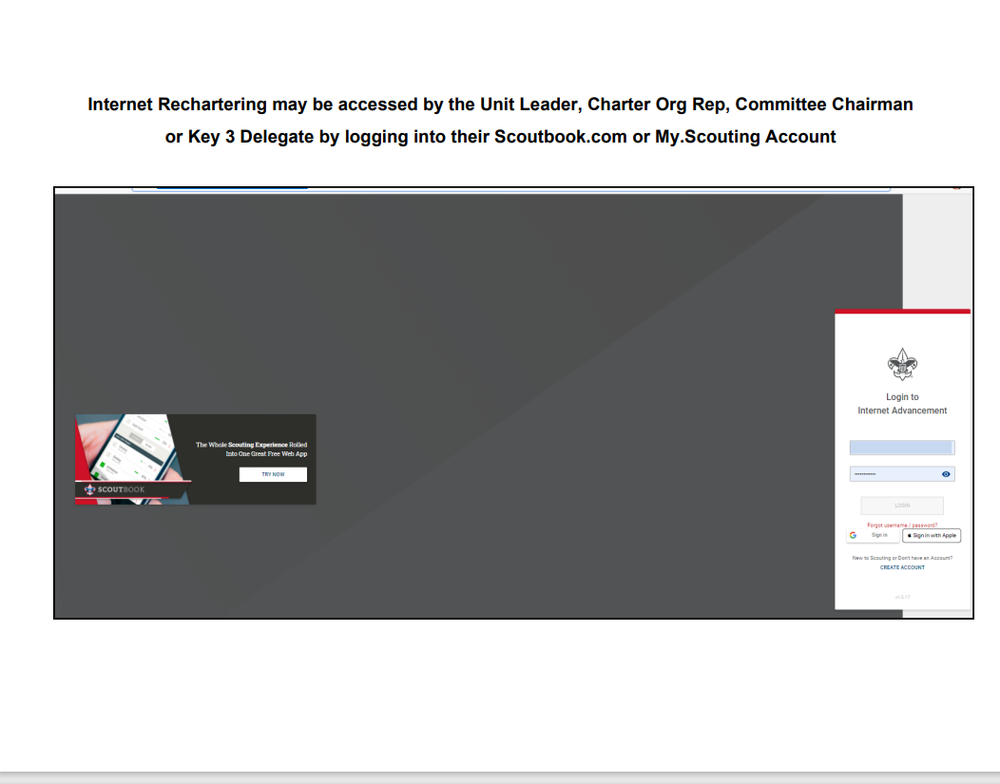 Internet Rechartering may be accessed by the Unit Leader, Charter Org Rep, Committee Chairman
or Key 3 Delegate by logging into their Scoutbook.com or My.Scouting Account
Login to
Internet Advancement
The Whole Scouting Experience Rolled
Into One Great Free Web App
TRY NOW
SCOUTBOOK
LOGIN
Forgot username / password?
Sign in
Sign in with Apple
New to Scouting or Don't have an Account?
CREATE ACCOUNT